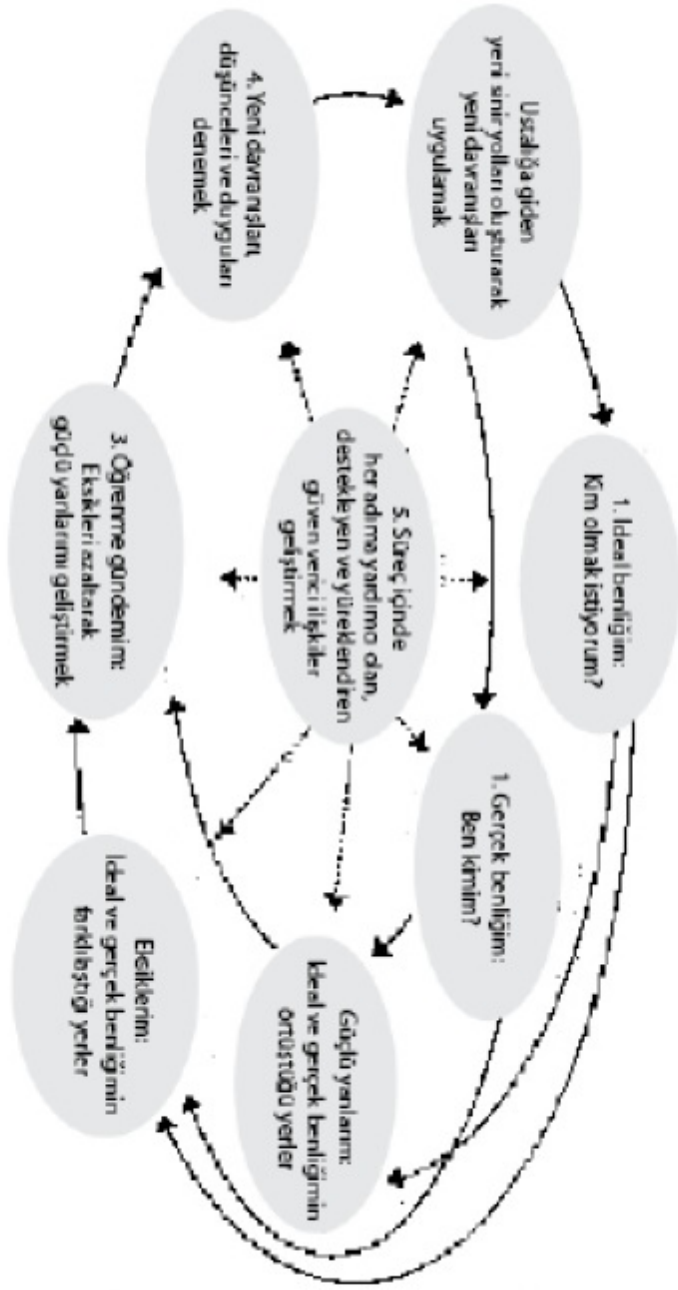 1. İdeal benliğim:
Kim olmak istiyorum?
1. Gerçek benliğim:
Ben kimim?
Güçlü yanlarım:
İdeal ve gerçek benliğimin
örtüştüğü yerler
Eksiklerim:
İdeal ve gerçek benliğimin
farklılaştığı yerler
3. Öğrenme gündemim:
Eksikleri azaltarak
güçlü yanlarımı geliştirmek
4. Yeni davranışları,
düşünceleri ve duyguları
denemek
Ustalığa giden
yeni sinir yolları oluşturarak
yeni davranışları
uygulamak
5. Süreç içinde
her adıma yardımcı olan,
destekleyen ve yüreklendiren
güven verici ilişkiler
geliştirmek